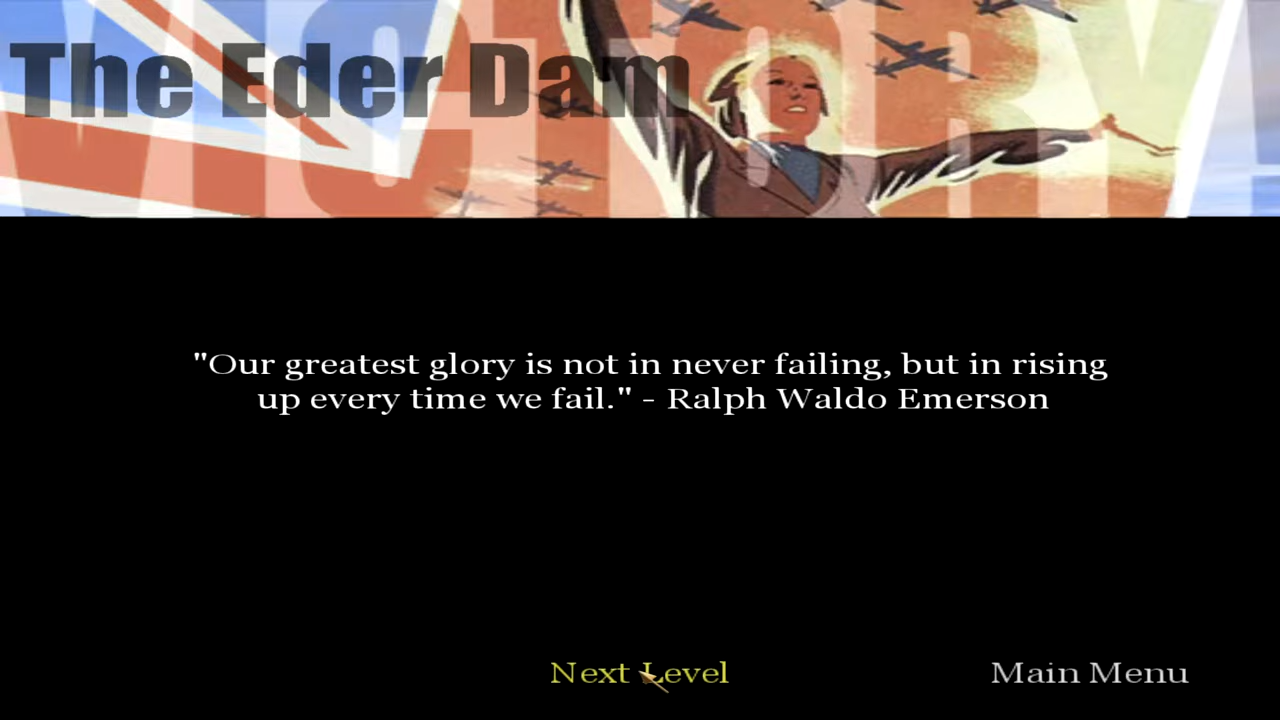 VICTORY
The Eder Dam
"Our greatest glory is not in never failing, but in rising
up every time we fail." - Ralph Waldo Emerson
Next Level
Main Menu